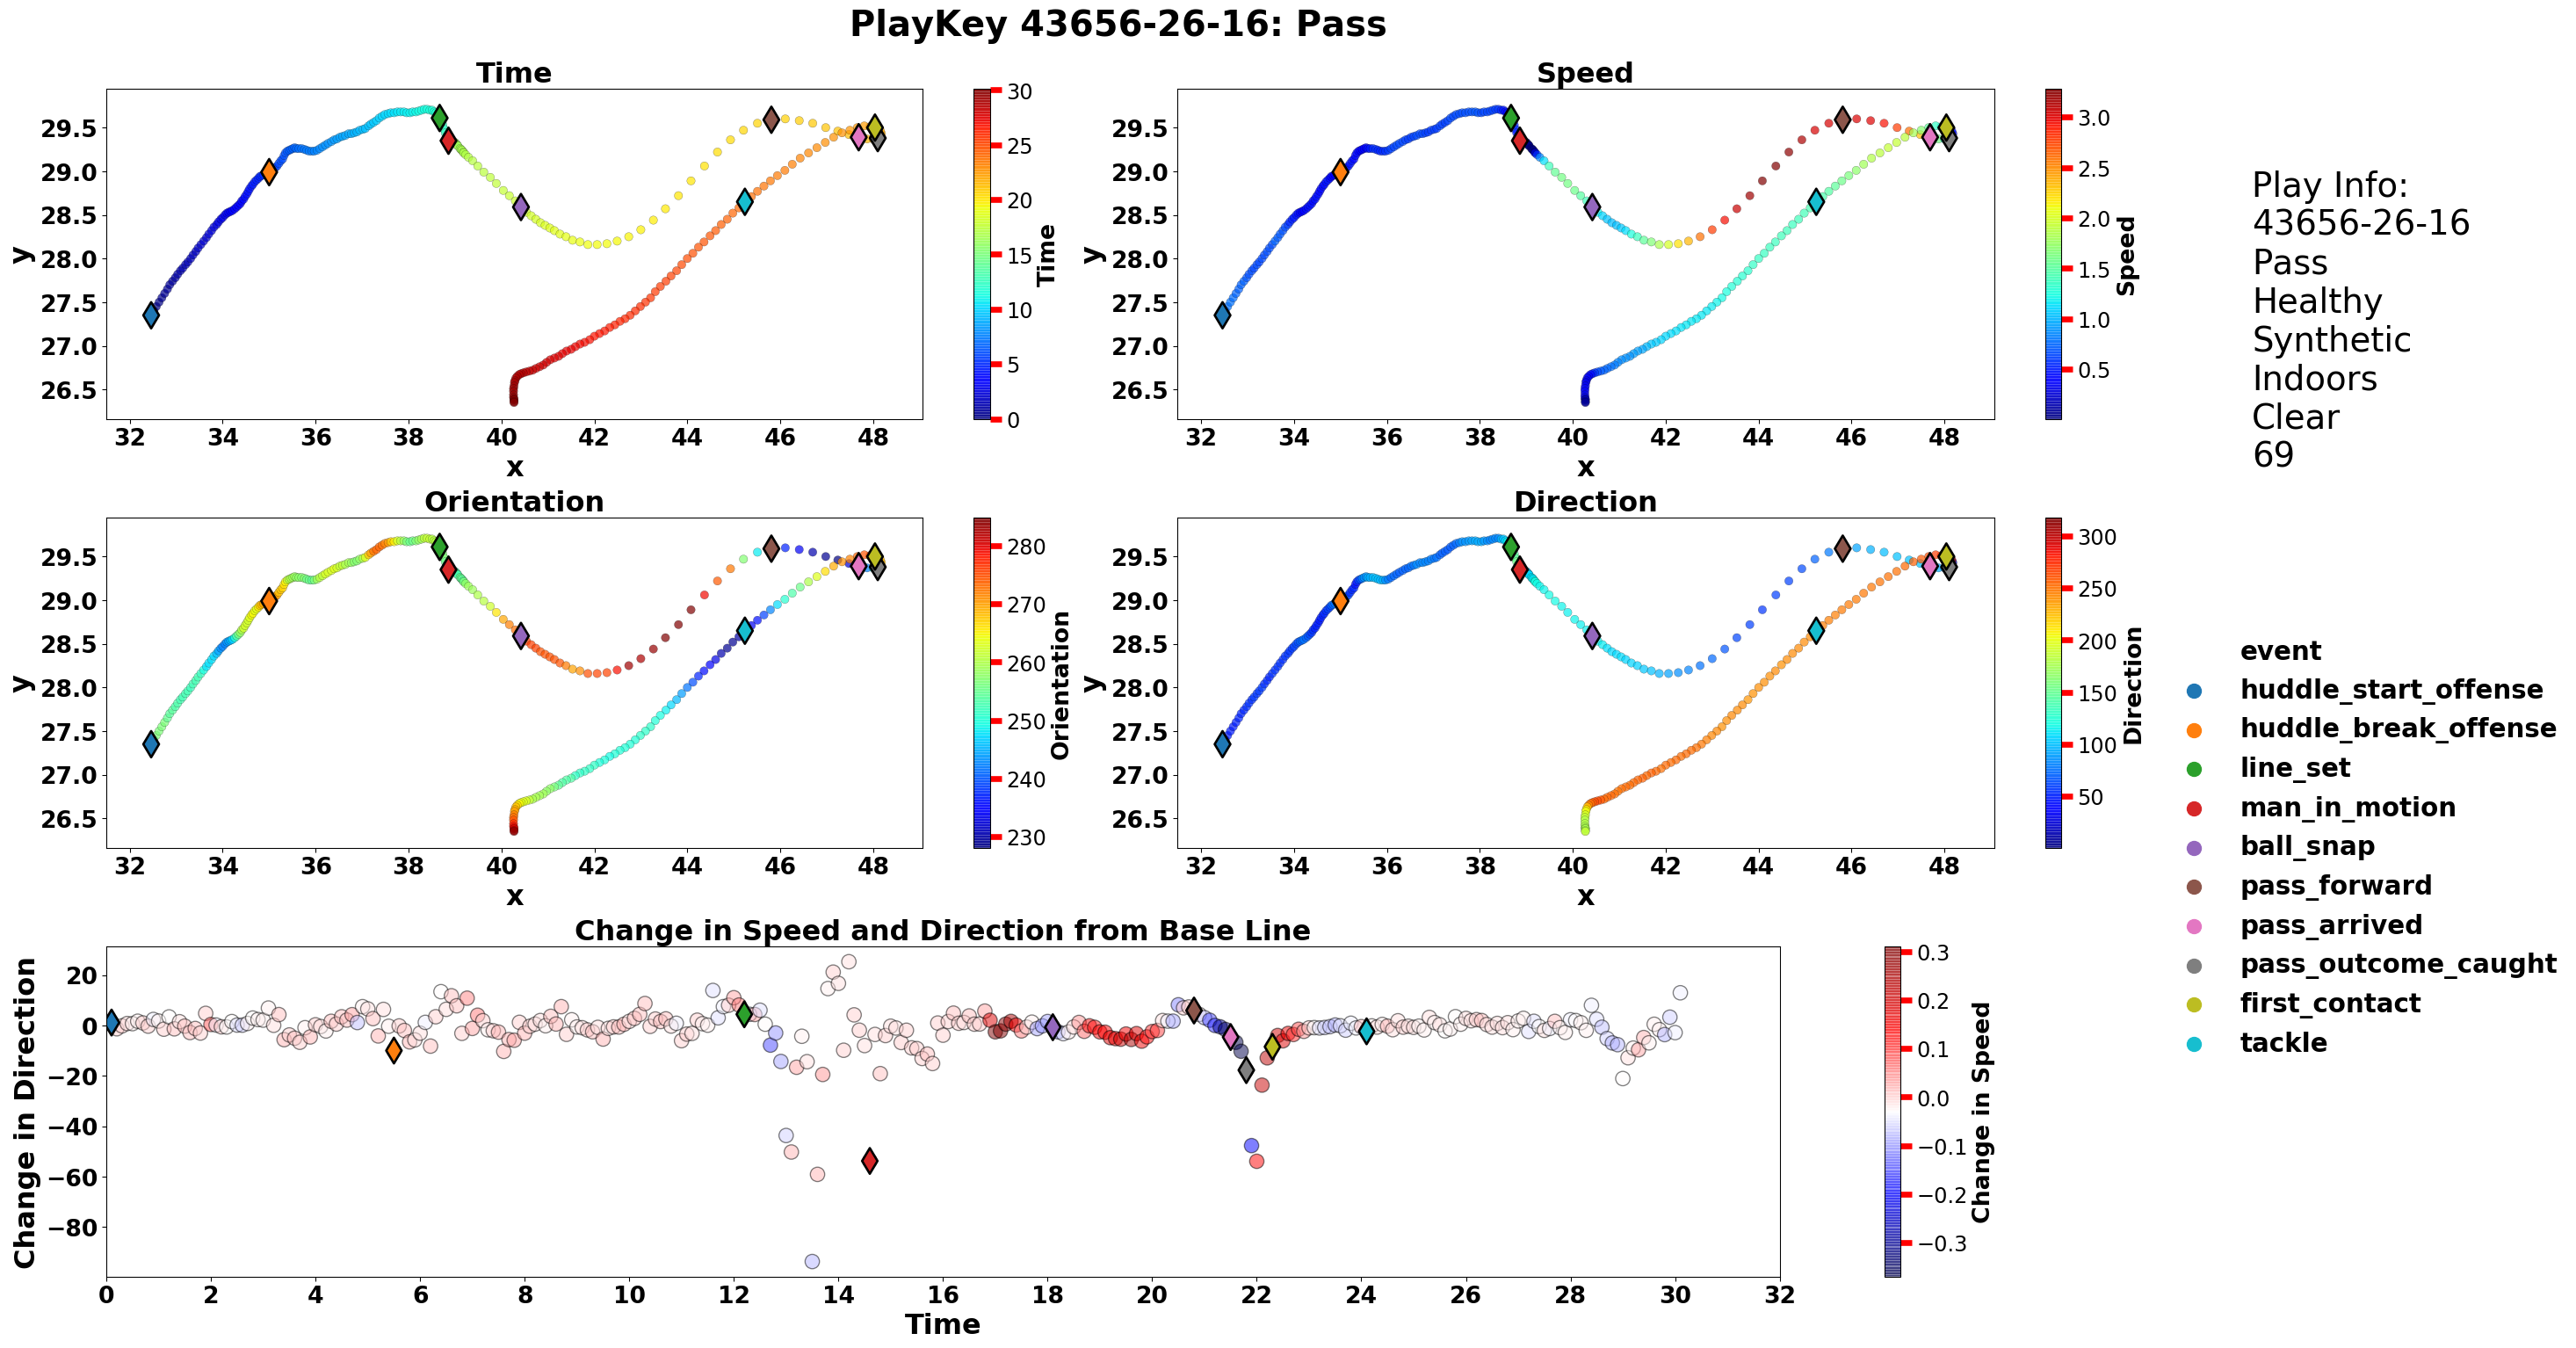 PlayKey 43656-26-16: Pass
Time
y
29.5
29.0
28.5
28.0
27.5
27.0
26.5
32 34 36 38 40 42 44 46 48
x
30
25
20
15
10
5
0
Time
Speed
y
29.5
29.0
28.5
28.0
27.5
27.0
26.5
32 34 36 38 40 42 44 46 48
x
3.0
2.5
2.0
1.5
1.0
0.5
Speed
Play Info:
43656-26-16
Pass
Healthy
Synthetic
Indoors
Clear
69
Orientation
y
29.5
29.0
28.5
28.0
27.5
27.0
26.5
32 34 36 38 40 42 44 46 48
x
280
270
260
250
240
230
Orientation
Direction
y
29.5
29.0
28.5
28.0
27.5
27.0
26.5
32 34 36 38 40 42 44 46 48
x
300
250
200
150
100
50
Direction
event
huddle_start_offense
huddle_break_offense
line_set
man_in_motion
ball_snap
pass_forward
pass_arrived
pass_outcome_caught
first_contact
tackle
Change in Speed and Direction from Base Line
Change in Direction
20
0
−20
−40
−60
−80
0 2 4 6 8 10 12 14 16 18 20 22 24 26 28 30 32
Time
0.3
0.2
0.1
0.0
−0.1
−0.2
−0.3
Change in Speed